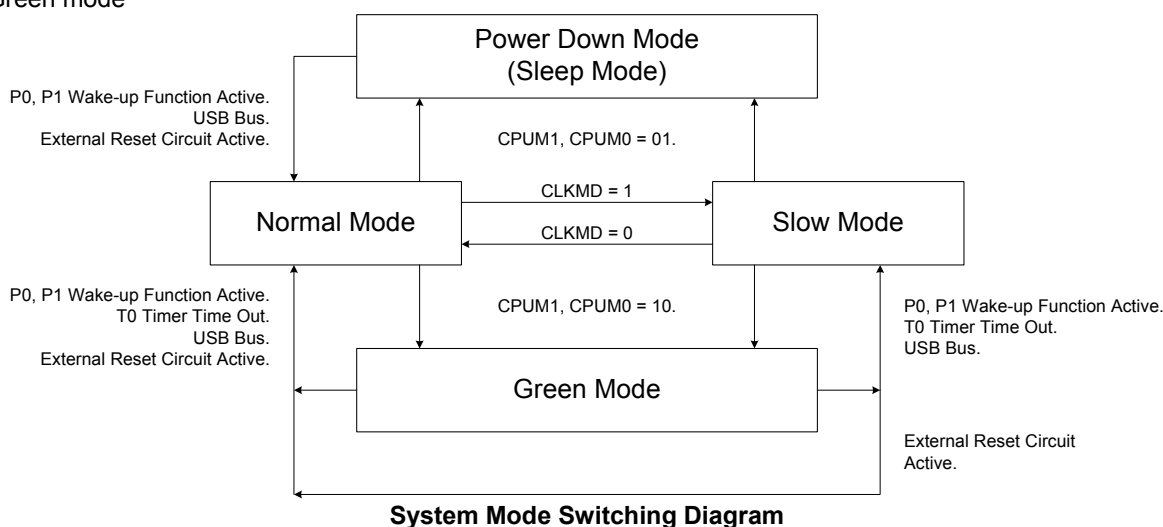 Green mode
Power Down Mode
(Sleep Mode)
P0, P1 Wake-up Function Active.
USB Bus.
External Reset Circuit Active.
CPUM1, CPUM0 = 01.
CLKMD = 1
Normal Mode
Slow Mode
CLKMD = 0
P0, P1 Wake-up Function Active.
T0 Timer Time Out.
USB Bus.
External Reset Circuit Active.
CPUM1, CPUM0 = 10.
P0, P1 Wake-up Function Active.
T0 Timer Time Out.
USB Bus.
Green Mode
External Reset Circuit
Active.
System Mode Switching Diagram